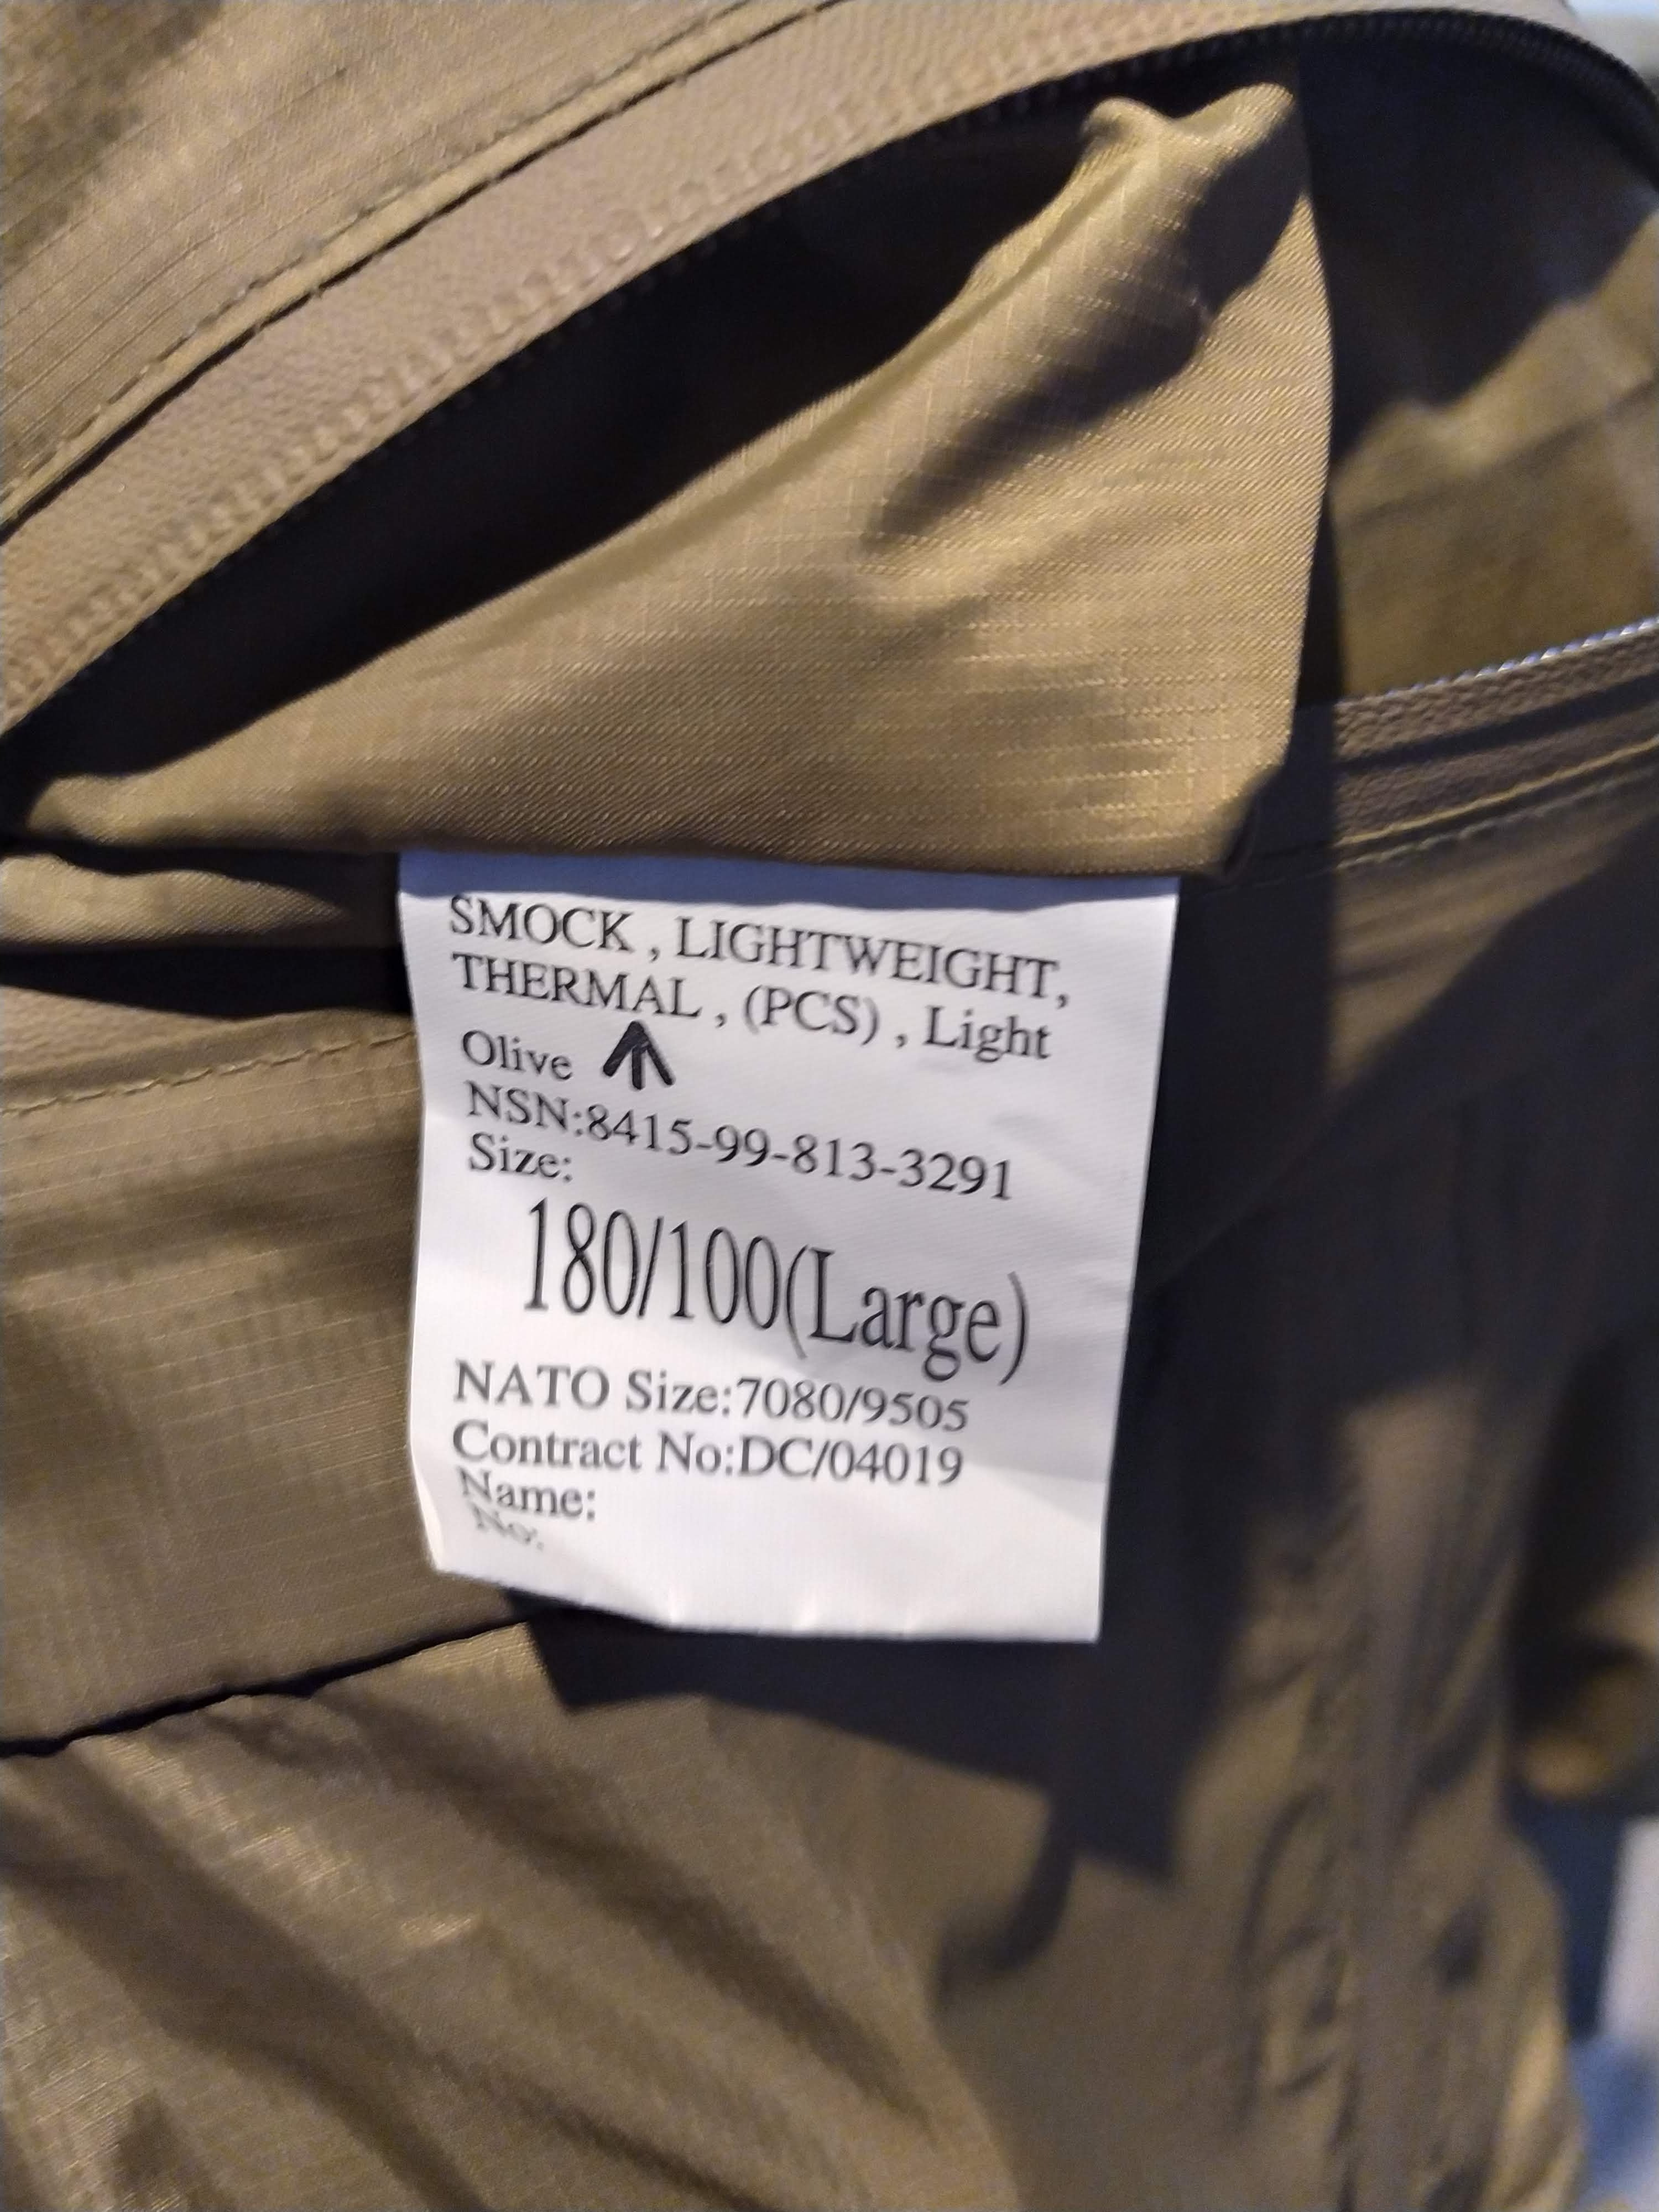 SMOCK , LIGHTWEIGHT,
THERMAL , (PCS) , Light
Olive
NSN:8415-99-813-3291
Size:
180/100(Large)
NATO Size:7080/9505
Contract No:DC/04019
Name:
No: